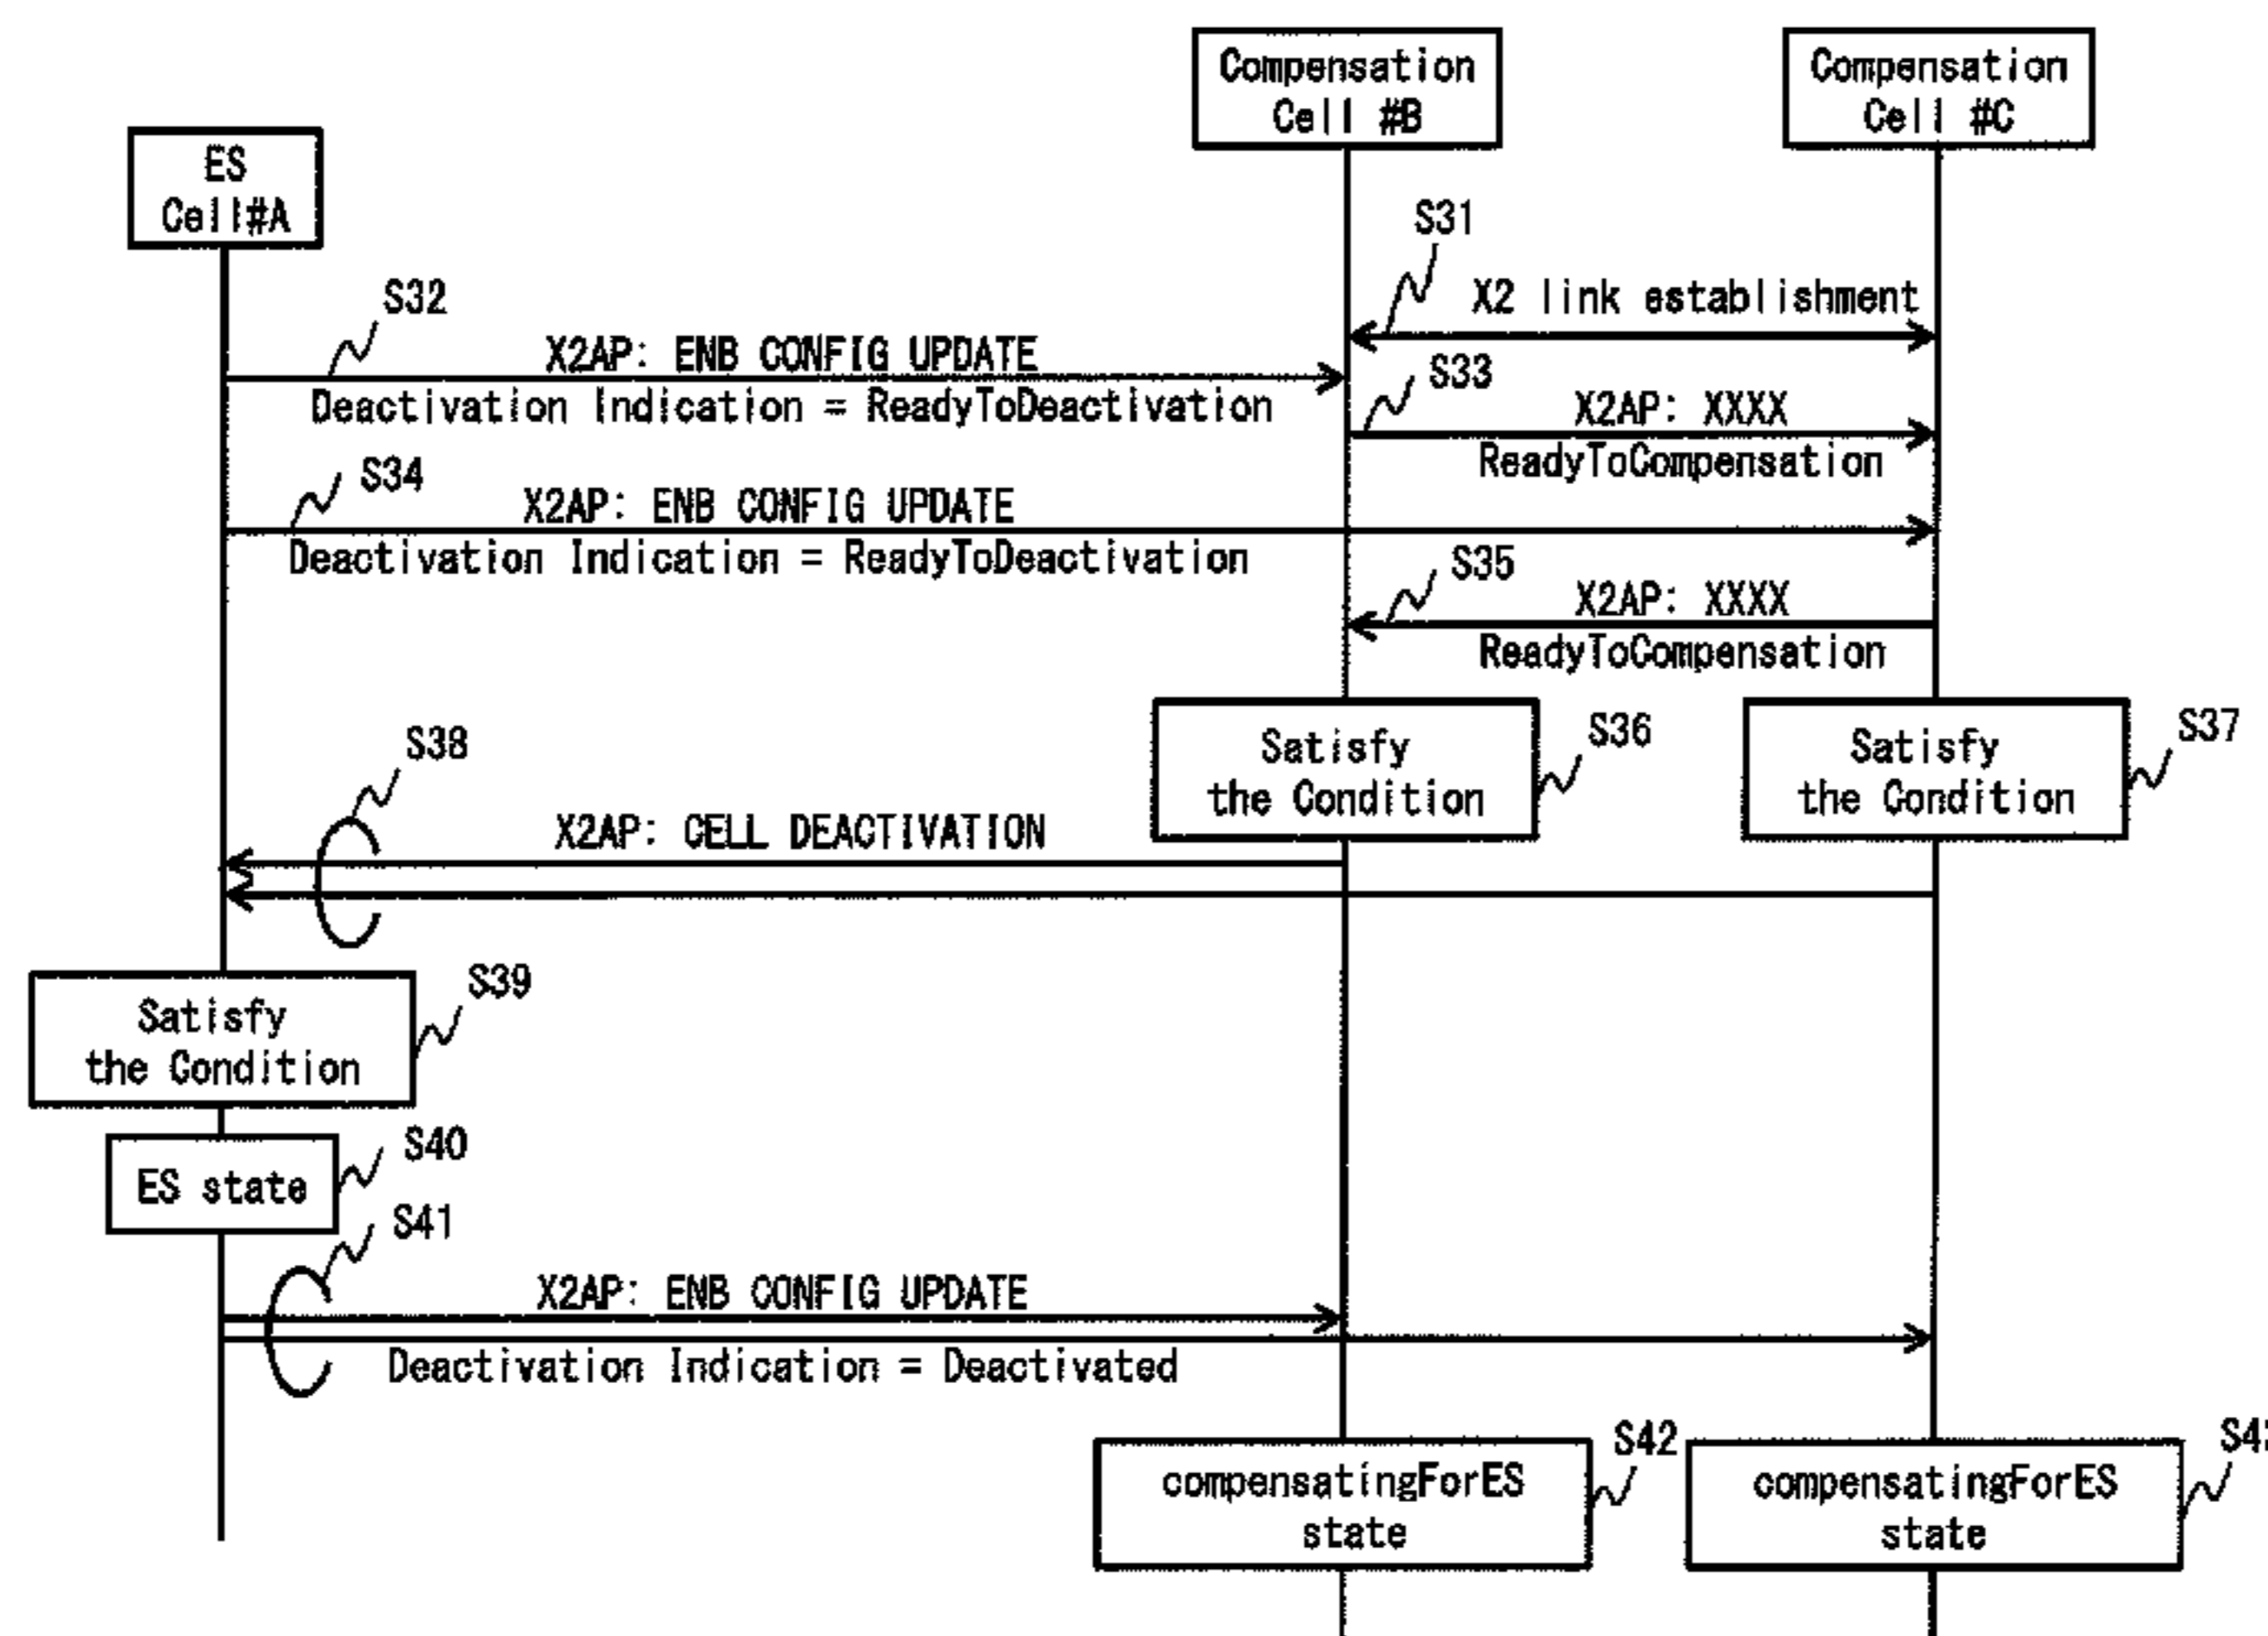 Compensation
Cell #B
Compensation
Cell #C
ES
Cell#A
S31
X2 link establishment
S32
X2AP: ENB CONFIG UPDATE
Deactivation Indication = ReadyToDeactivation
S33
X2AP: XXXX
ReadyToCompensation
S34
X2AP: ENB CONFIG UPDATE
Deactivation Indication = ReadyToDeactivation
S35
X2AP: XXXX
ReadyToCompensation
Satisfy
the Condition
S36
Satisfy
the Condition
S37
S38
X2AP: CELL DEACTIVATION
Satisfy
the Condition
S39
ES state
S40
S41
X2AP: ENB CONFIG UPDATE
Deactivation Indication = Deactivated
compensatingForES
state
S42
compensatingForES
state